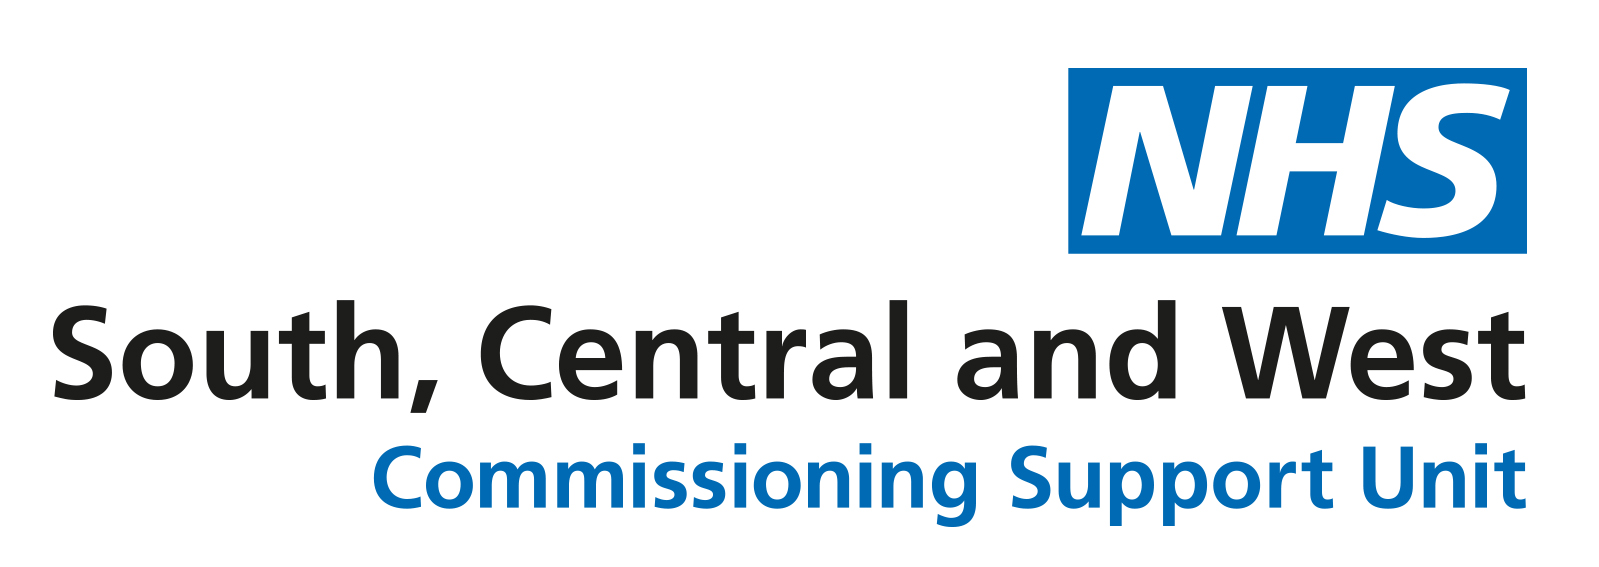 NHS
South, Central and West
Commissioning Support Unit